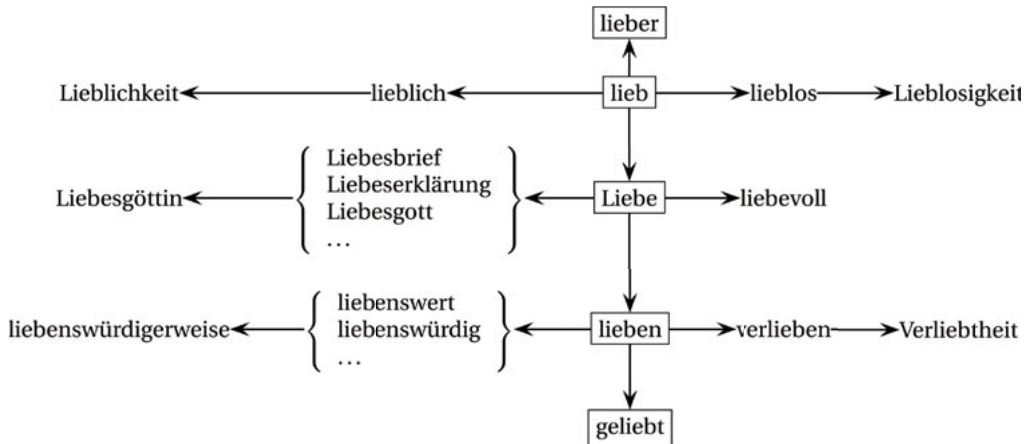 lieber
Lieblichkeit lieblich lieb lieblos Lieblosigkeit
Liebesbrief
Liebeserklärung
Liebesgöttin Liebe liebevoll
Liebesgott
...
liebenswert
liebenswürdigerweise liebenswürdig lieben verlieben Verliebtheit
...
geliebt